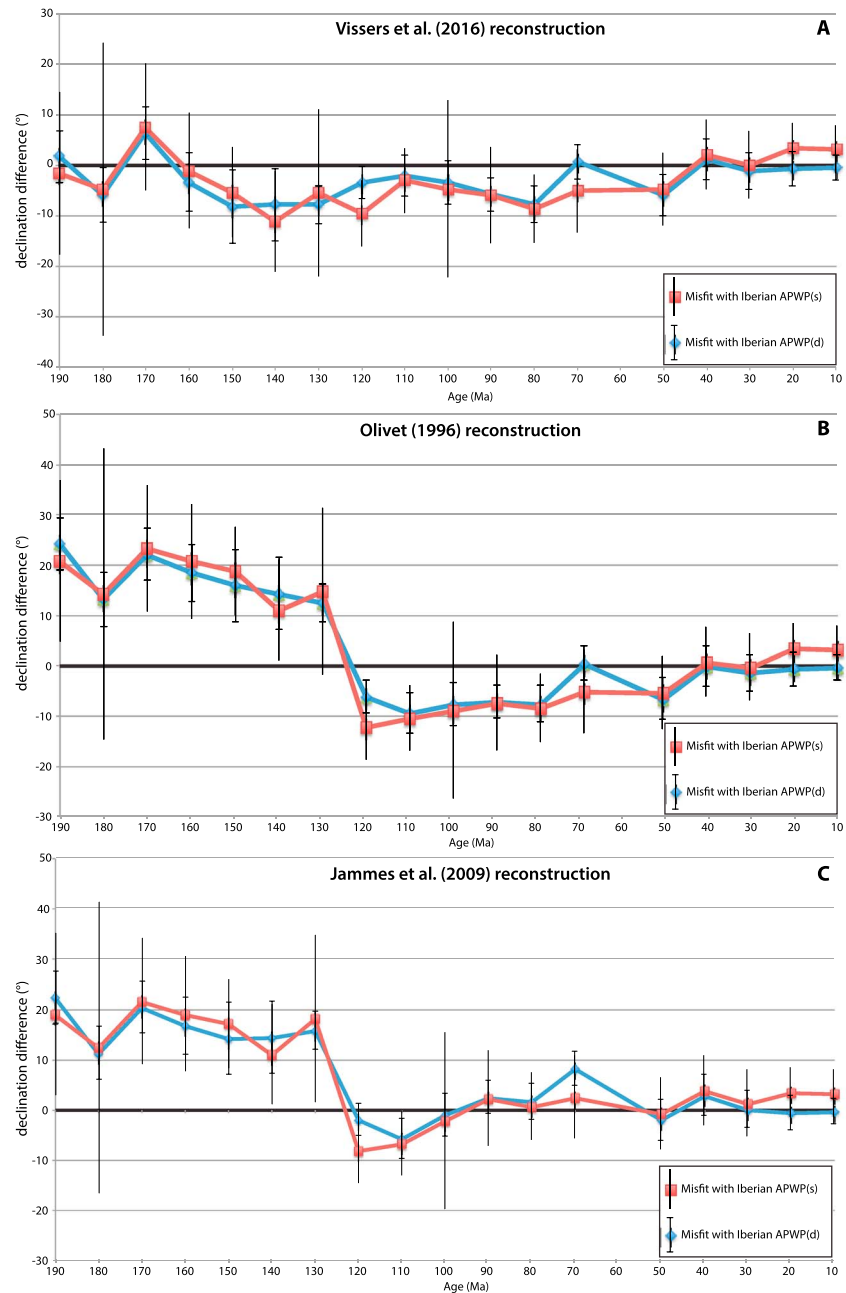 Vissers et al. (2016) reconstruction
A
declination difference (°)
30
20
10
0
-10
-20
-30
-40
190 180 170 160 150 140 130 120 110 100 90 80 70 60 50 40 30 20 10
Age (Ma)
Misfit with Iberian APWP(s)
Misfit with Iberian APWP(d)
Olivet (1996) reconstruction
B
declination difference (°)
50
40
30
20
10
0
-10
-20
-30
190 180 170 160 150 140 130 120 110 100 90 80 70 60 50 40 30 20 10
Age (Ma)
Misfit with Iberian APWP(s)
Misfit with Iberian APWP(d)
Jammes et al. (2009) reconstruction
C
declination difference (°)
50
40
30
20
10
0
-10
-20
-30
190 180 170 160 150 140 130 120 110 100 90 80 70 60 50 40 30 20 10
Age (Ma)
Misfit with Iberian APWP(s)
Misfit with Iberian APWP(d)